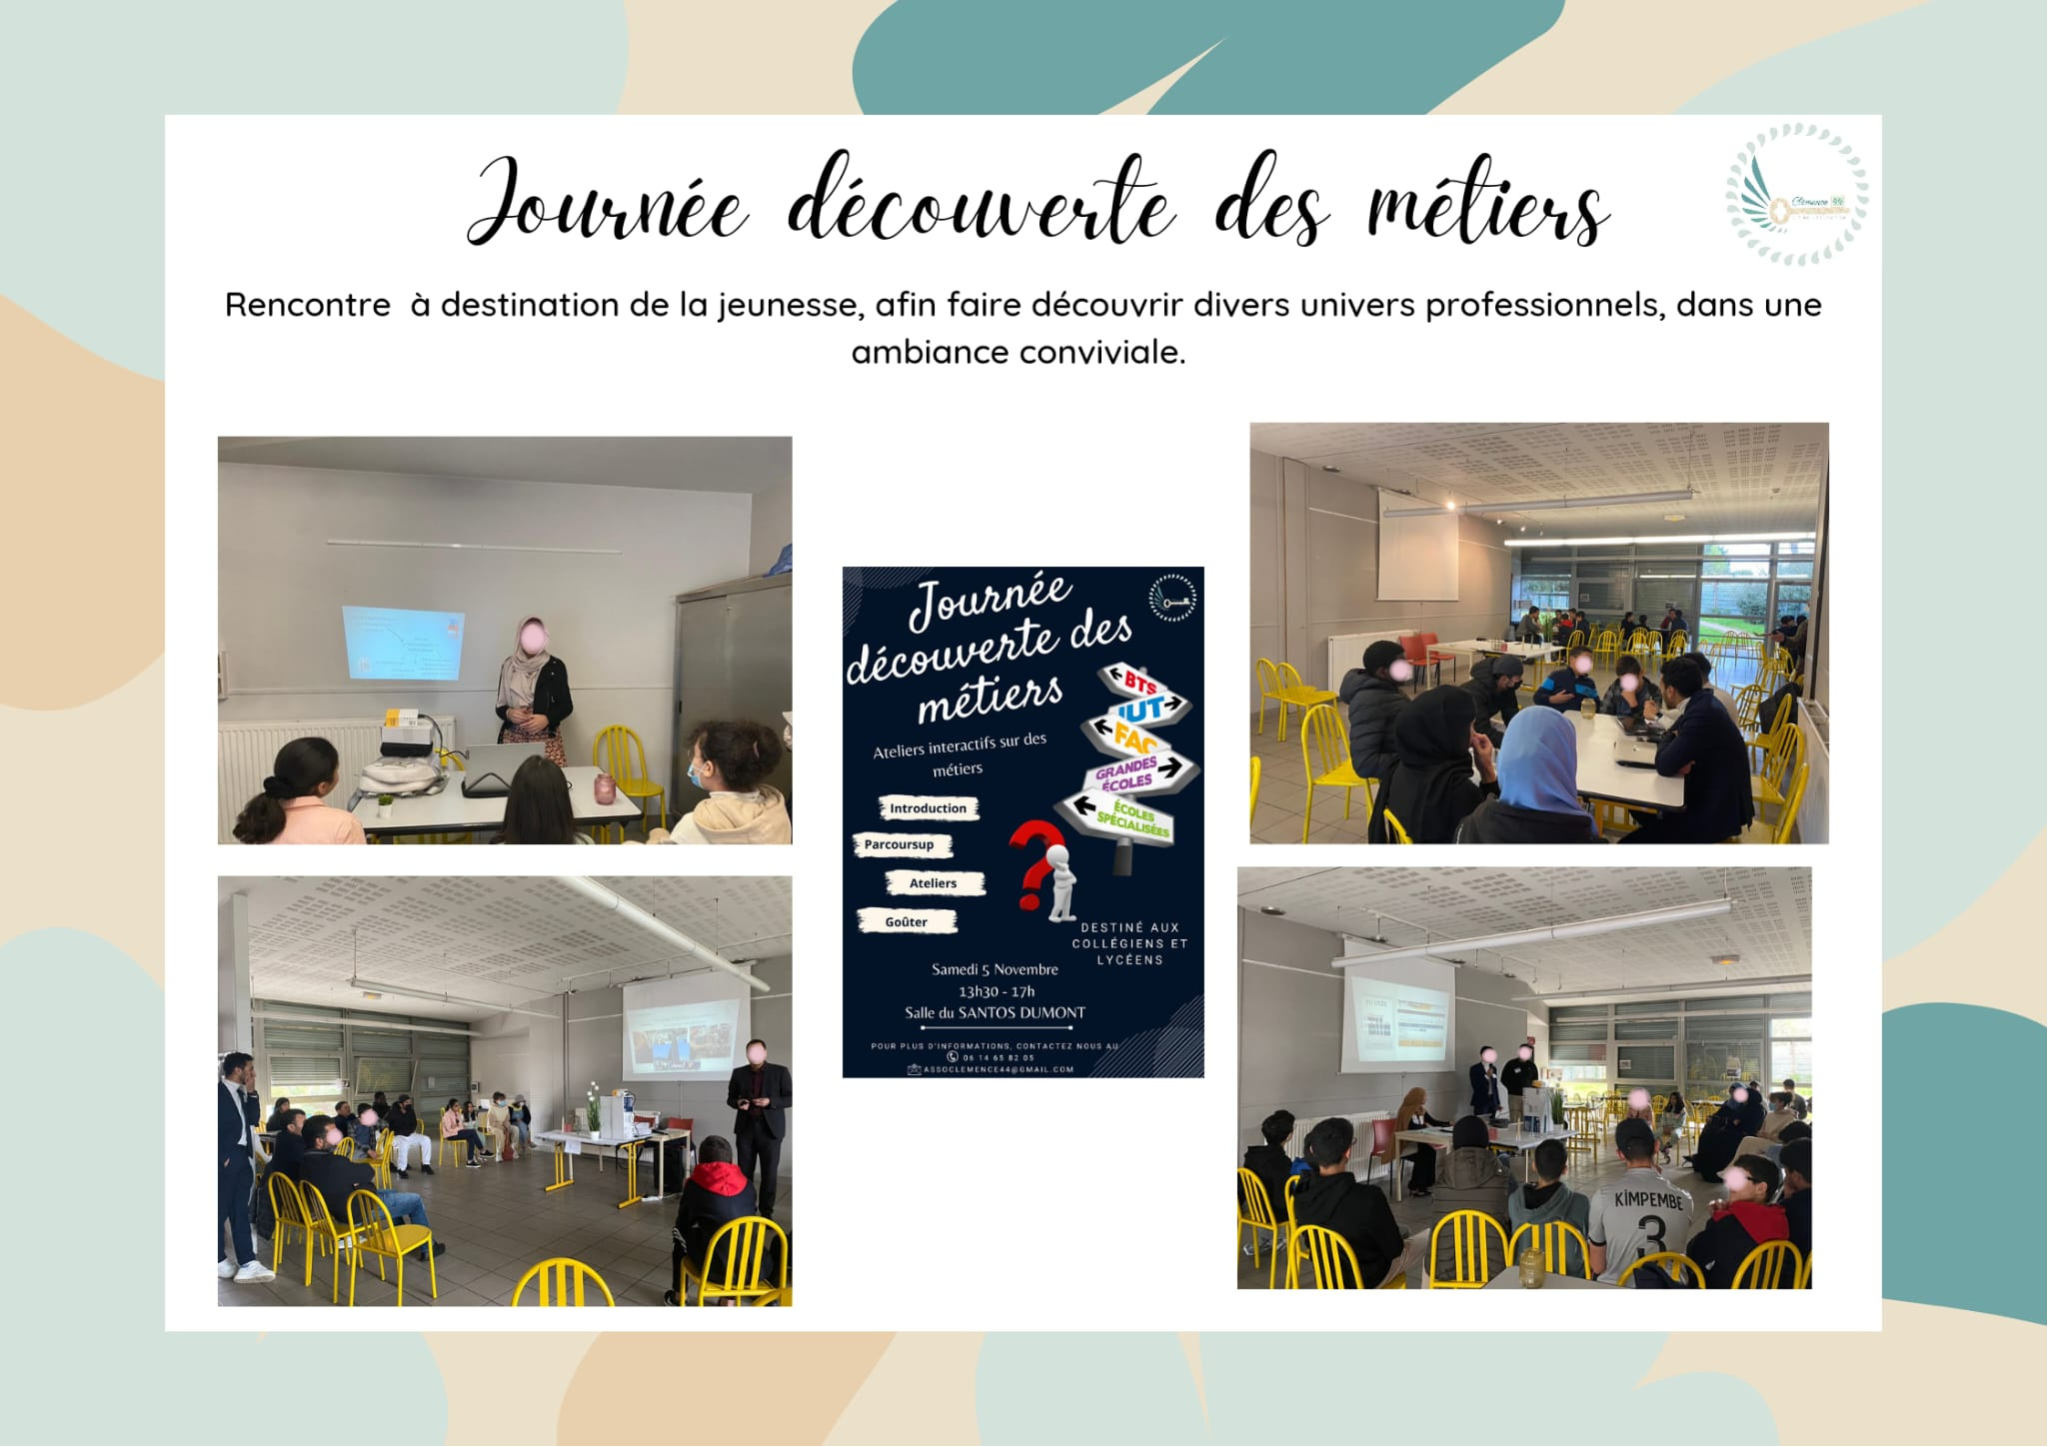 Journée découverte des métiers
Clémence 44
Rencontre à destination de la jeunesse, afin faire découvrir divers univers professionnels, dans une
ambiance conviviale.
Journée
découverte des
métiers
Ateliers interactifs sur des
métiers
Introduction
Parcoursup
Ateliers
Goûter
BTS
IUT
FAC
GRANDES
ÉCOLES
ÉCOLES
SPÉCIALISÉES
DESTINÉ AUX
COLLÉGIENS ET
LYCÉENS
Samedi 5 Novembre
13h30 - 17h
Salle du SANTOS DUMONT
POUR PLUS D'INFORMATIONS, CONTACTEZ NOUS AU
06 14 65 82 05
ASSOCLEMENCE44@GMAIL.COM
KIMPEMBE
3